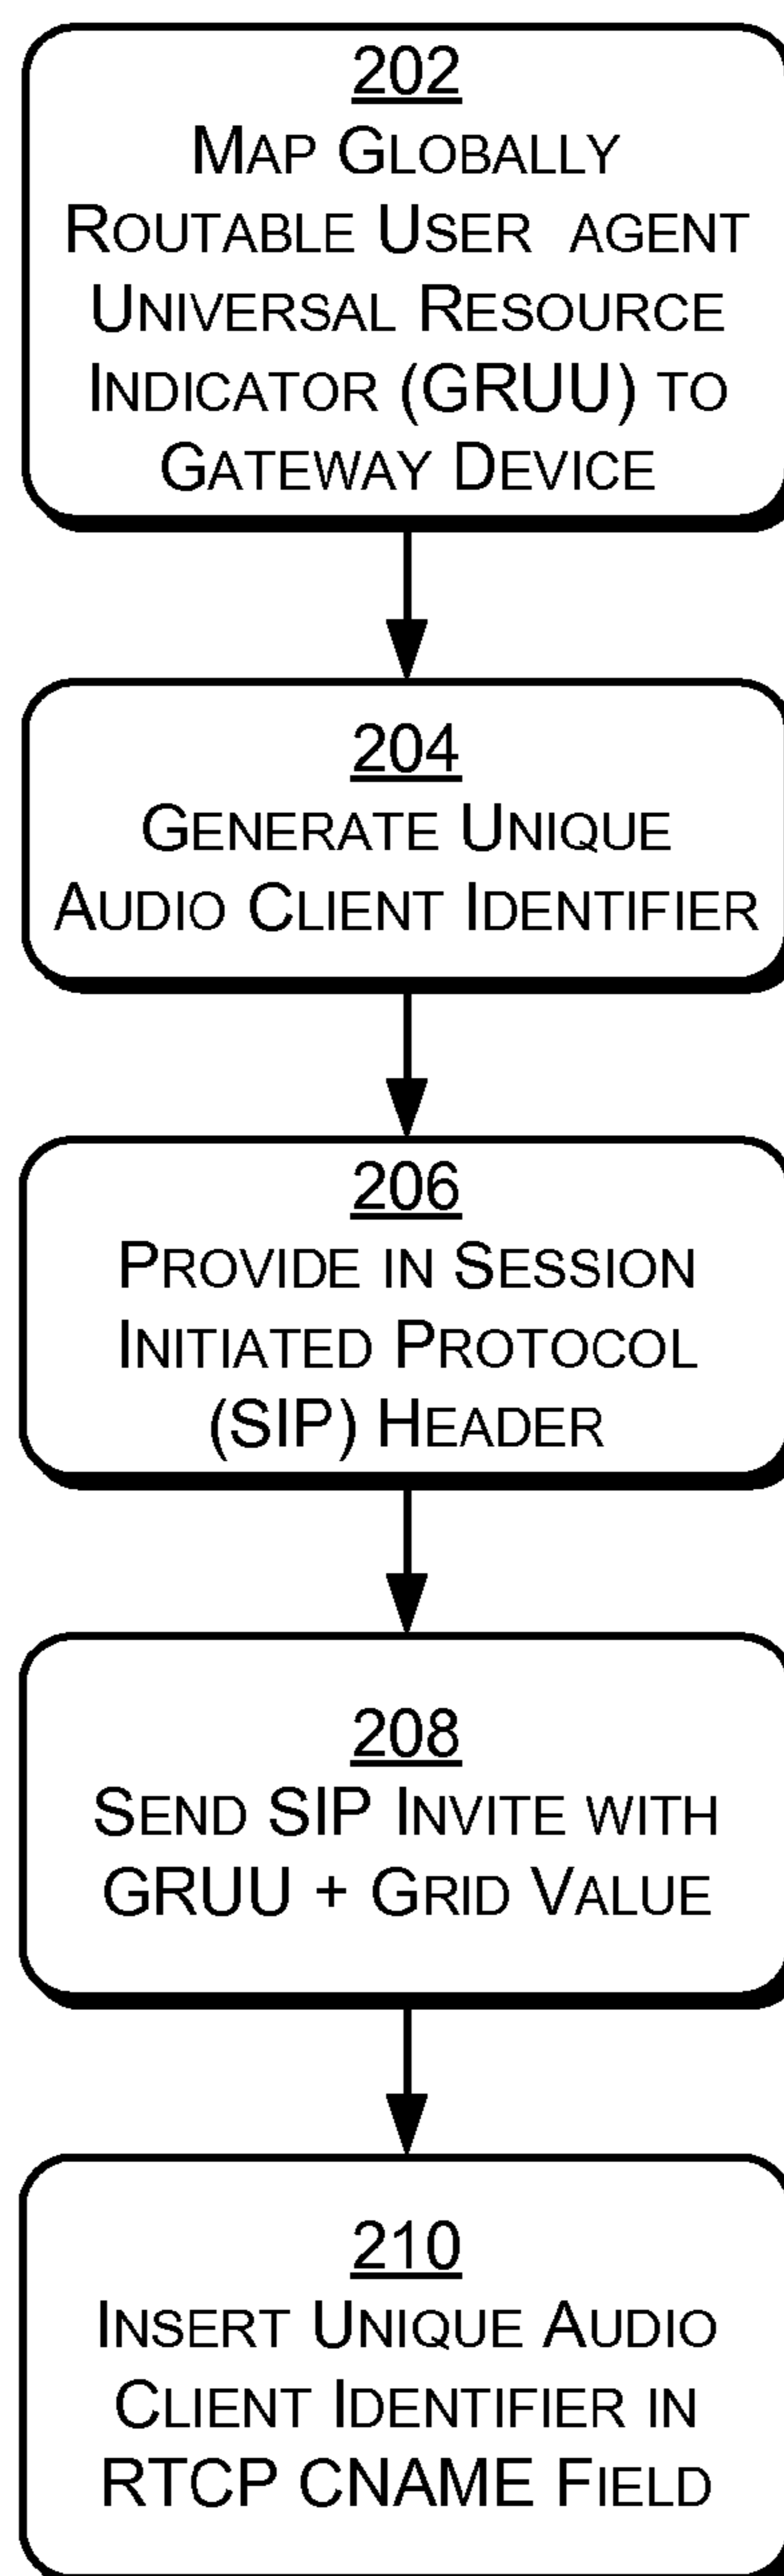 202
MAP GLOBALLY
ROUTABLE USER AGENT
UNIVERSAL RESOURCE
INDICATOR (GRUU) TO
GATEWAY DEVICE
204
GENERATE UNIQUE
AUDIO CLIENT IDENTIFIER
206
PROVIDE IN SESSION
INITIATED PROTOCOL
(SIP) HEADER
208
SEND SIP INVITE WITH
GRUU + GRID VALUE
210
INSERT UNIQUE AUDIO
CLIENT IDENTIFIER IN
RTCP CNAME FIELD